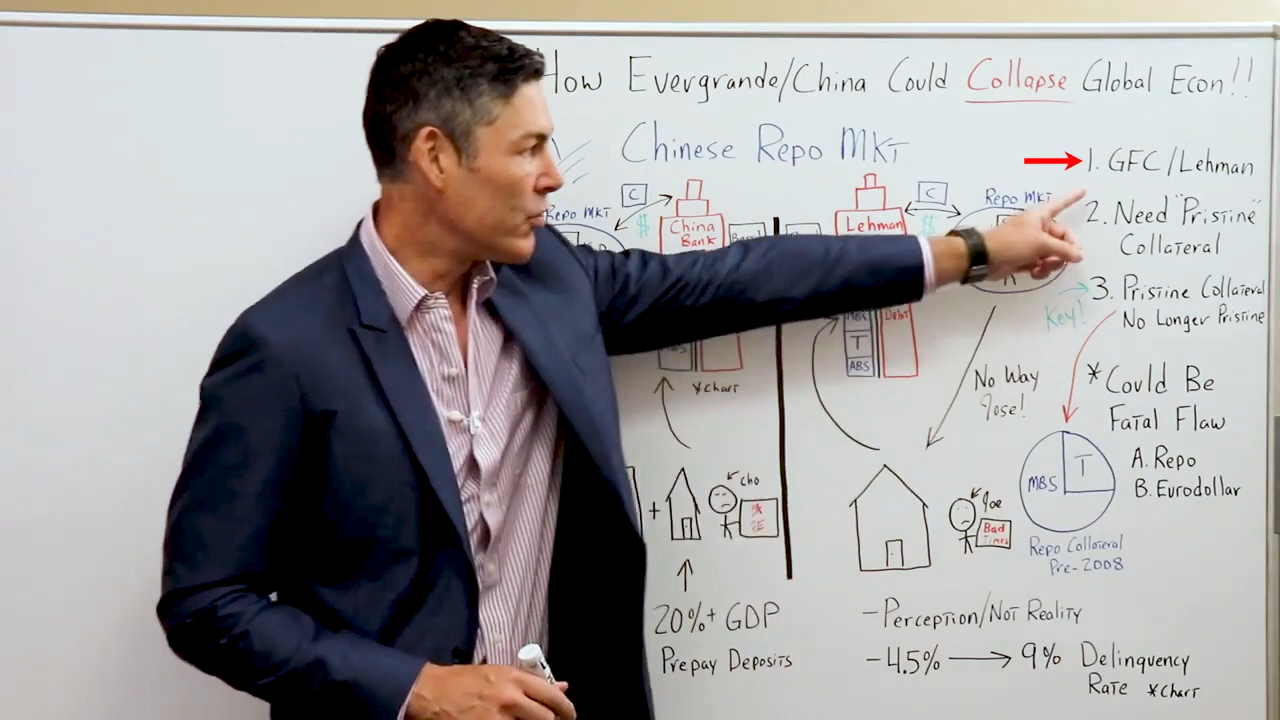 How Evergrande/China Could Collapse Global Econ!!
Chinese Repo MKT
Repo MKT
C
$
China
Bank
*chart
+
cho
20%+ GDP
Prepay Deposits
Lehman
C
$
Repo MKT
MBS
T
ABS
Debt
No Way
Jose!
Joe
Bad
Times
-Perception/Not Reality
-4.5% → 9% Delinquency
Rate *chart
1. GFC/Lehman
2. Need "Pristine"
Collateral
Key!
3. Pristine Collateral
No Longer Pristine
*Could Be
Fatal Flaw
A. Repo
B. Eurodollar
MBS
T
Repo Collateral
Pre-2008